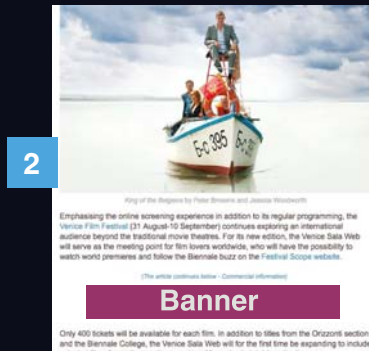 Б-с 395
395
2
King of the Belgians by Peter Brosens and Jessica Woodworth
Emphasising the online screening experience in addition to its regular programming, the
Venice Film Festival (31 August-10 September) continues exploring an international
audience beyond the traditional movie theatres. For its new edition, the Venice Sala Web
will serve as the meeting point for film lovers worldwide, who will have the possibility to
watch world premieres and follow the Biennale buzz on the Festival Scope website.
(The article continues below - Commercial information)
Banner
Only 400 tickets will be available for each film. In addition to titles from the Orizzonti section
and the Biennale College, the Venice Sala Web will for the first time be expanding to include